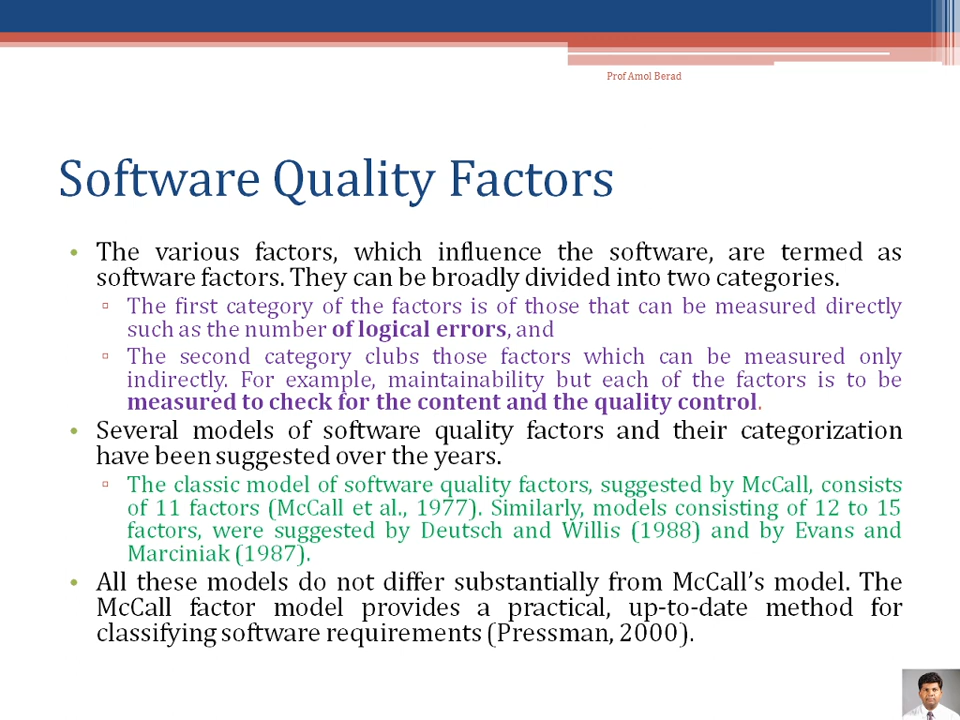 Prof Amol Berad
Software Quality Factors
• The various factors, which influence the software, are termed as
software factors. They can be broadly divided into two categories.
▫ The first category of the factors is of those that can be measured directly
such as the number of logical errors, and
▫ The second category clubs those factors which can be measured only
indirectly. For example, maintainability but each of the factors is to be
measured to check for the content and the quality control.
• Several models of software quality factors and their categorization
have been suggested over the years.
▫ The classic model of software quality factors, suggested by McCall, consists
of 11 factors (McCall et al., 1977). Similarly, models consisting of 12 to 15
factors, were suggested by Deutsch and Willis (1988) and by Evans and
Marciniak (1987).
• All these models do not differ substantially from McCall’s model. The
McCall factor model provides a practical, up-to-date method for
classifying software requirements (Pressman, 2000).